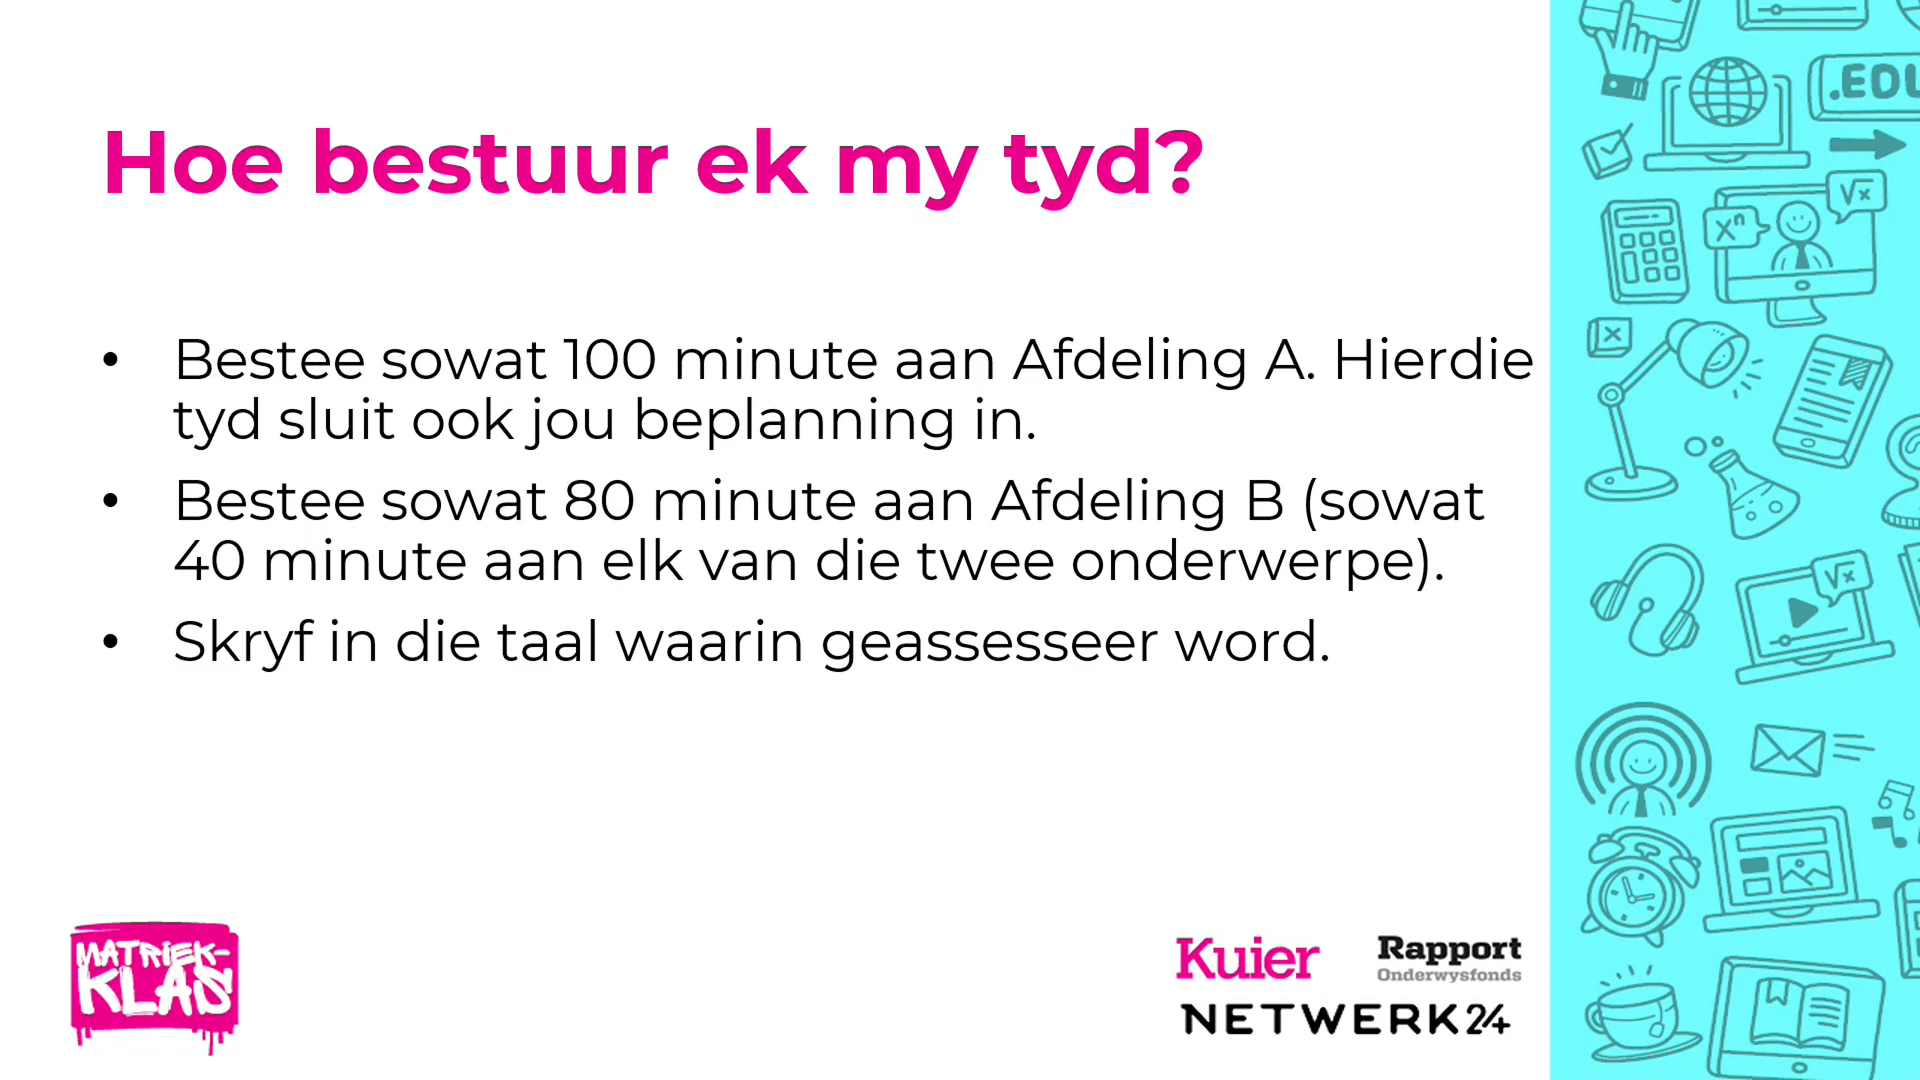 Hoe bestuur ek my tyd?
• Bestee sowat 100 minute aan Afdeling A. Hierdie
tyd sluit ook jou beplanning in.
• Bestee sowat 80 minute aan Afdeling B (sowat
40 minute aan elk van die twee onderwerpe).
• Skryf in die taal waarin geassesseer word.
MATRIEK-
KLAS
Kuier
Rapport
Onderwysfonds
NETWERK24
.EDU
√x
Xⁿ
X
√x